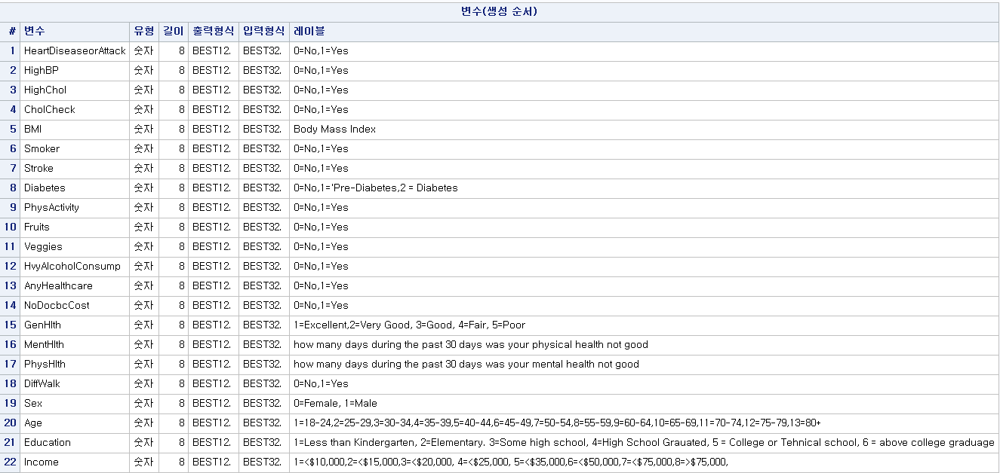 변수(생성 순서)
# 변수 유형 길이 출력형식 입력형식 레이블
1 HeartDiseaseorAttack 숫자 8 BEST12. BEST32. 0=No,1=Yes
2 HighBP 숫자 8 BEST12. BEST32. 0=No,1=Yes
3 HighChol 숫자 8 BEST12. BEST32. 0=No,1=Yes
4 CholCheck 숫자 8 BEST12. BEST32. 0=No,1=Yes
5 BMI 숫자 8 BEST12. BEST32. Body Mass Index
6 Smoker 숫자 8 BEST12. BEST32. 0=No,1=Yes
7 Stroke 숫자 8 BEST12. BEST32. 0=No,1=Yes
8 Diabetes 숫자 8 BEST12. BEST32. 0=No,1='Pre-Diabetes,2 = Diabetes
9 PhysActivity 숫자 8 BEST12. BEST32. 0=No,1=Yes
10 Fruits 숫자 8 BEST12. BEST32. 0=No,1=Yes
11 Veggies 숫자 8 BEST12. BEST32. 0=No,1=Yes
12 HvyAlcoholConsump 숫자 8 BEST12. BEST32. 0=No,1=Yes
13 AnyHealthcare 숫자 8 BEST12. BEST32. 0=No,1=Yes
14 NoDocbcCost 숫자 8 BEST12. BEST32. 0=No,1=Yes
15 GenHlth 숫자 8 BEST12. BEST32. 1=Excellent,2=Very Good, 3=Good, 4=Fair, 5=Poor
16 MentHlth 숫자 8 BEST12. BEST32. how many days during the past 30 days was your physical health not good
17 PhysHlth 숫자 8 BEST12. BEST32. how many days during the past 30 days was your mental health not good
18 DiffWalk 숫자 8 BEST12. BEST32. 0=No,1=Yes
19 Sex 숫자 8 BEST12. BEST32. 0=Female, 1=Male
20 Age 숫자 8 BEST12. BEST32. 1=18-24,2=25-29,3=30-34,4=35-39,5=40-44,6=45-49,7=50-54,8=55-59,9=60-64,10=65-69,11=70-74,12=75-79,13=80+
21 Education 숫자 8 BEST12. BEST32. 1=Less than Kindergarten, 2=Elementary. 3=Some high school, 4=High School Grauated, 5 = College or Tehnical school, 6 = above college graduage
22 Income 숫자 8 BEST12. BEST32. 1=<$10,000,2=<$15,000,3=<$20,000, 4=<$25,000, 5=<$35,000,6=<$50,000,7=<$75,000,8=>$75,000,